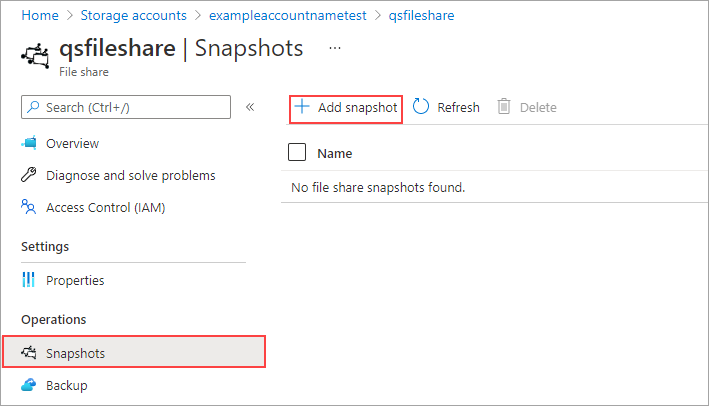 Home > Storage accounts > exampleaccountnametest > qsfileshare
qsfileshare | Snapshots ...
File share
Search (Ctrl+/) «
+ Add snapshot Refresh Delete
Overview
Name
Diagnose and solve problems
No file share snapshots found.
Access Control (IAM)
Settings
Properties
Operations
Snapshots
Backup